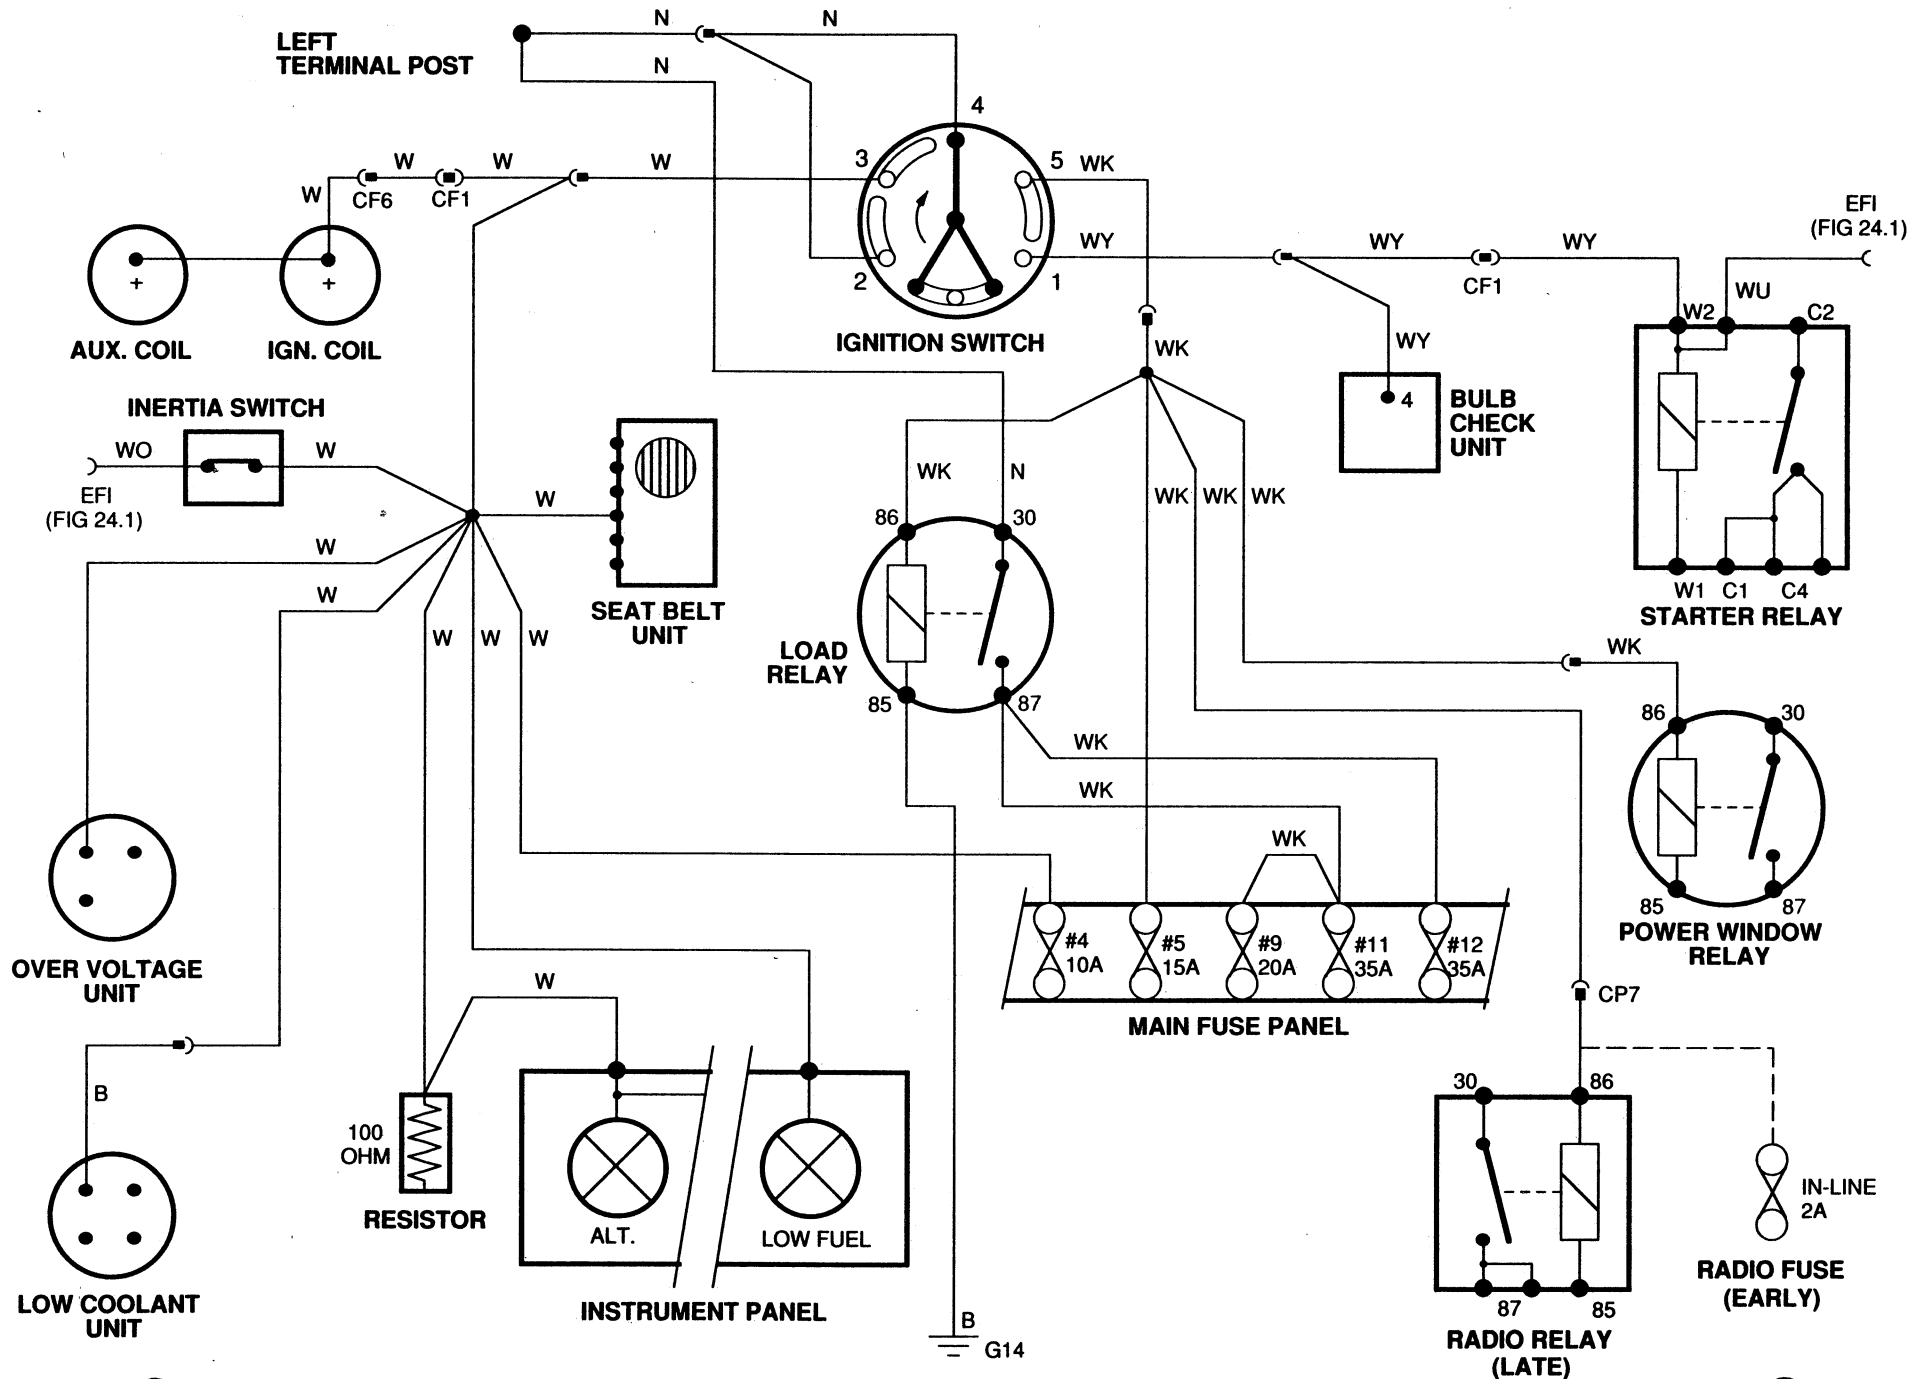 N
N
LEFT
TERMINAL POST
N
4
3
W
W
W
5
WK
W
CF6
CF1
EFI
(FIG 24.1)
WY
WY
WY
2
1
CF1
WU
+
+
W2
C2
AUX. COIL
IGN. COIL
IGNITION SWITCH
WK
WY
INERTIA SWITCH
4
BULB
CHECK
UNIT
WO
W
EFI
(FIG 24.1)
W
WK
N
WK
WK
WK
86
30
W
W
W1
C1
C4
STARTER RELAY
SEAT BELT
UNIT
W
W
W
LOAD
RELAY
WK
85
87
86
30
WK
WK
WK
85
87
POWER WINDOW
RELAY
#4
10A
#5
15A
#9
20A
#11
35A
#12
35A
OVER VOLTAGE
UNIT
W
CP7
MAIN FUSE PANEL
B
30
86
100
OHM
IN-LINE
2A
RESISTOR
ALT.
LOW FUEL
RADIO FUSE
(EARLY)
LOW COOLANT
UNIT
INSTRUMENT PANEL
B
G14
87
85
RADIO RELAY
(LATE)